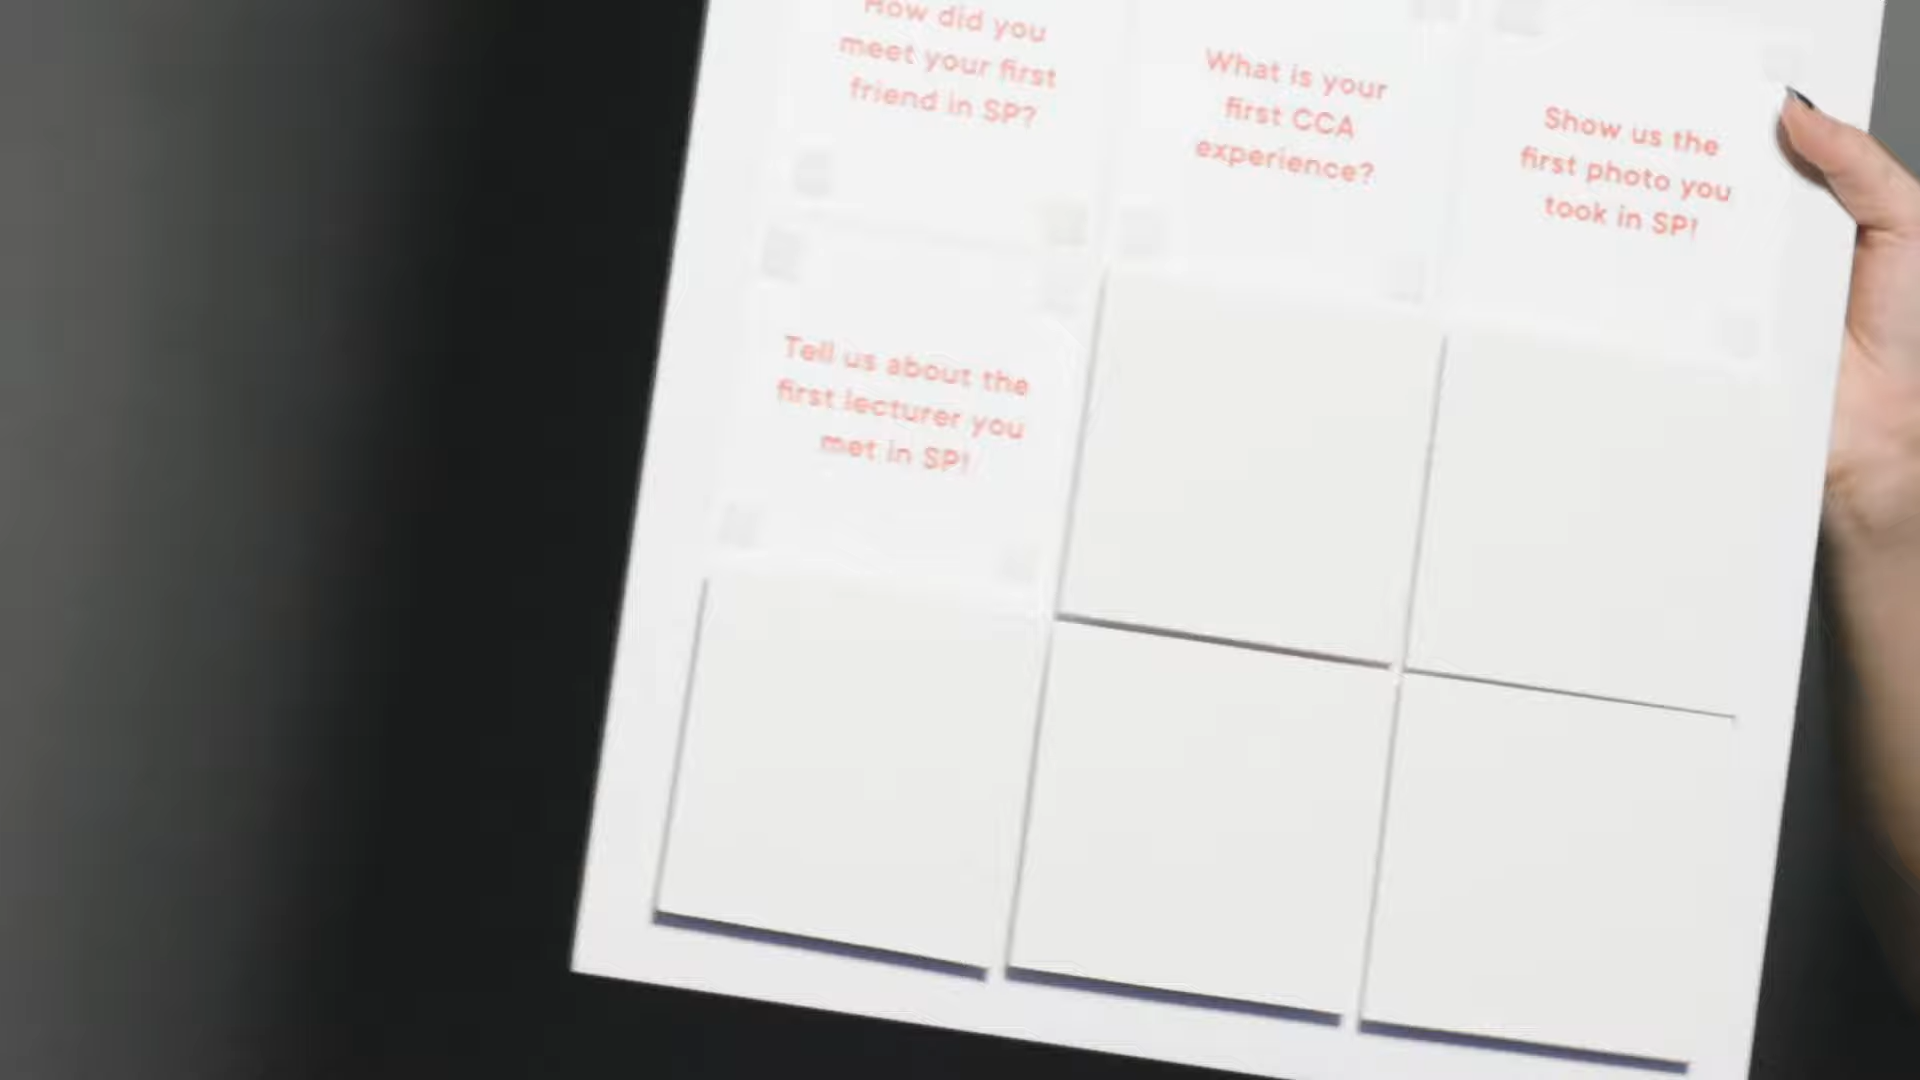 How did you
meet your first
friend in SP?
What is your
first CCA
experience?
Show us the
first photo you
took in SP!
Tell us about the
first lecturer you
met in SP!